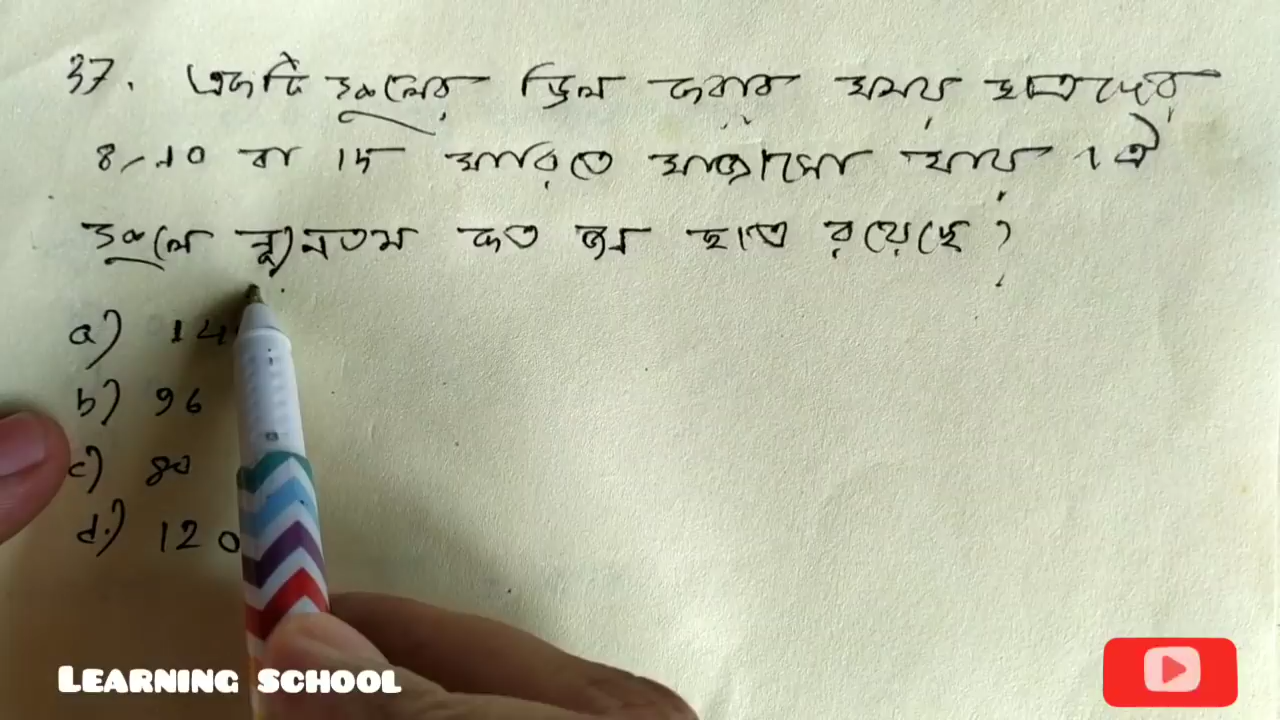 37. একটি স্কুলের ড্রিল করার সময় ছাত্রদের
8, 10 বা 15 সারিতে সাজানো যায়। ঐ
স্কুলে ন্যূনতম কত জন ছাত্র রয়েছে?
a) 14
b) 96
c) 80
d.) 120
LEARNING SCHOOL